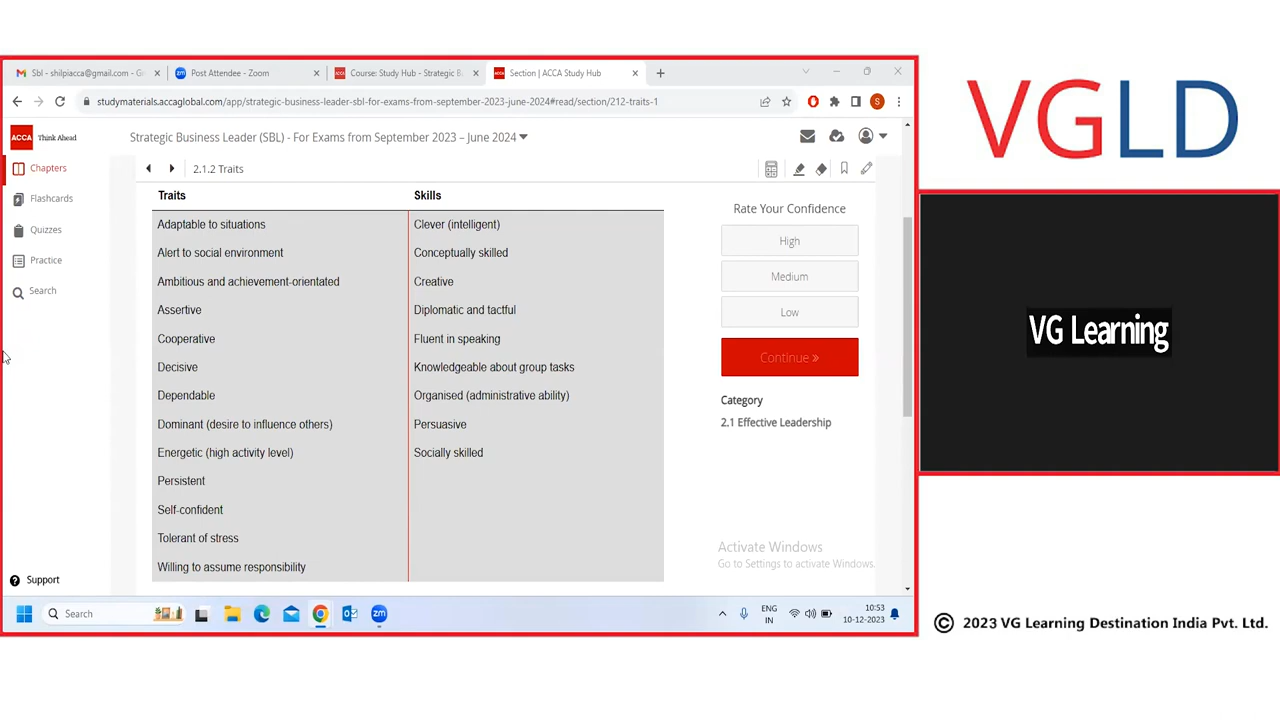 Sbl - shilpiacca@gmail.com - G
Post Attendee - Zoom
Course: Study Hub - Strategic B
Section | ACCA Study Hub
studymaterials.accaglobal.com/app/strategic-business-leader-sbl-for-exams-from-september-2023-june-2024#read/section/212-traits-1
S
ACCA Think Ahead
Strategic Business Leader (SBL) - For Exams from September 2023 – June 2024
Chapters
Flashcards
Quizzes
Practice
Search
Support
2.1.2 Traits
Traits Skills
Adaptable to situations Clever (intelligent)
Alert to social environment Conceptually skilled
Ambitious and achievement-orientated Creative
Assertive Diplomatic and tactful
Cooperative Fluent in speaking
Decisive Knowledgeable about group tasks
Dependable Organised (administrative ability)
Dominant (desire to influence others) Persuasive
Energetic (high activity level) Socially skilled
Persistent
Self-confident
Tolerant of stress
Willing to assume responsibility
Rate Your Confidence
High
Medium
Low
Continue »
Category
2.1 Effective Leadership
Activate Windows
Go to Settings to activate Windows.
Search
zm
ENG
IN
10:53
10-12-2023
VGLD
VG Learning
© 2023 VG Learning Destination India Pvt. Ltd.